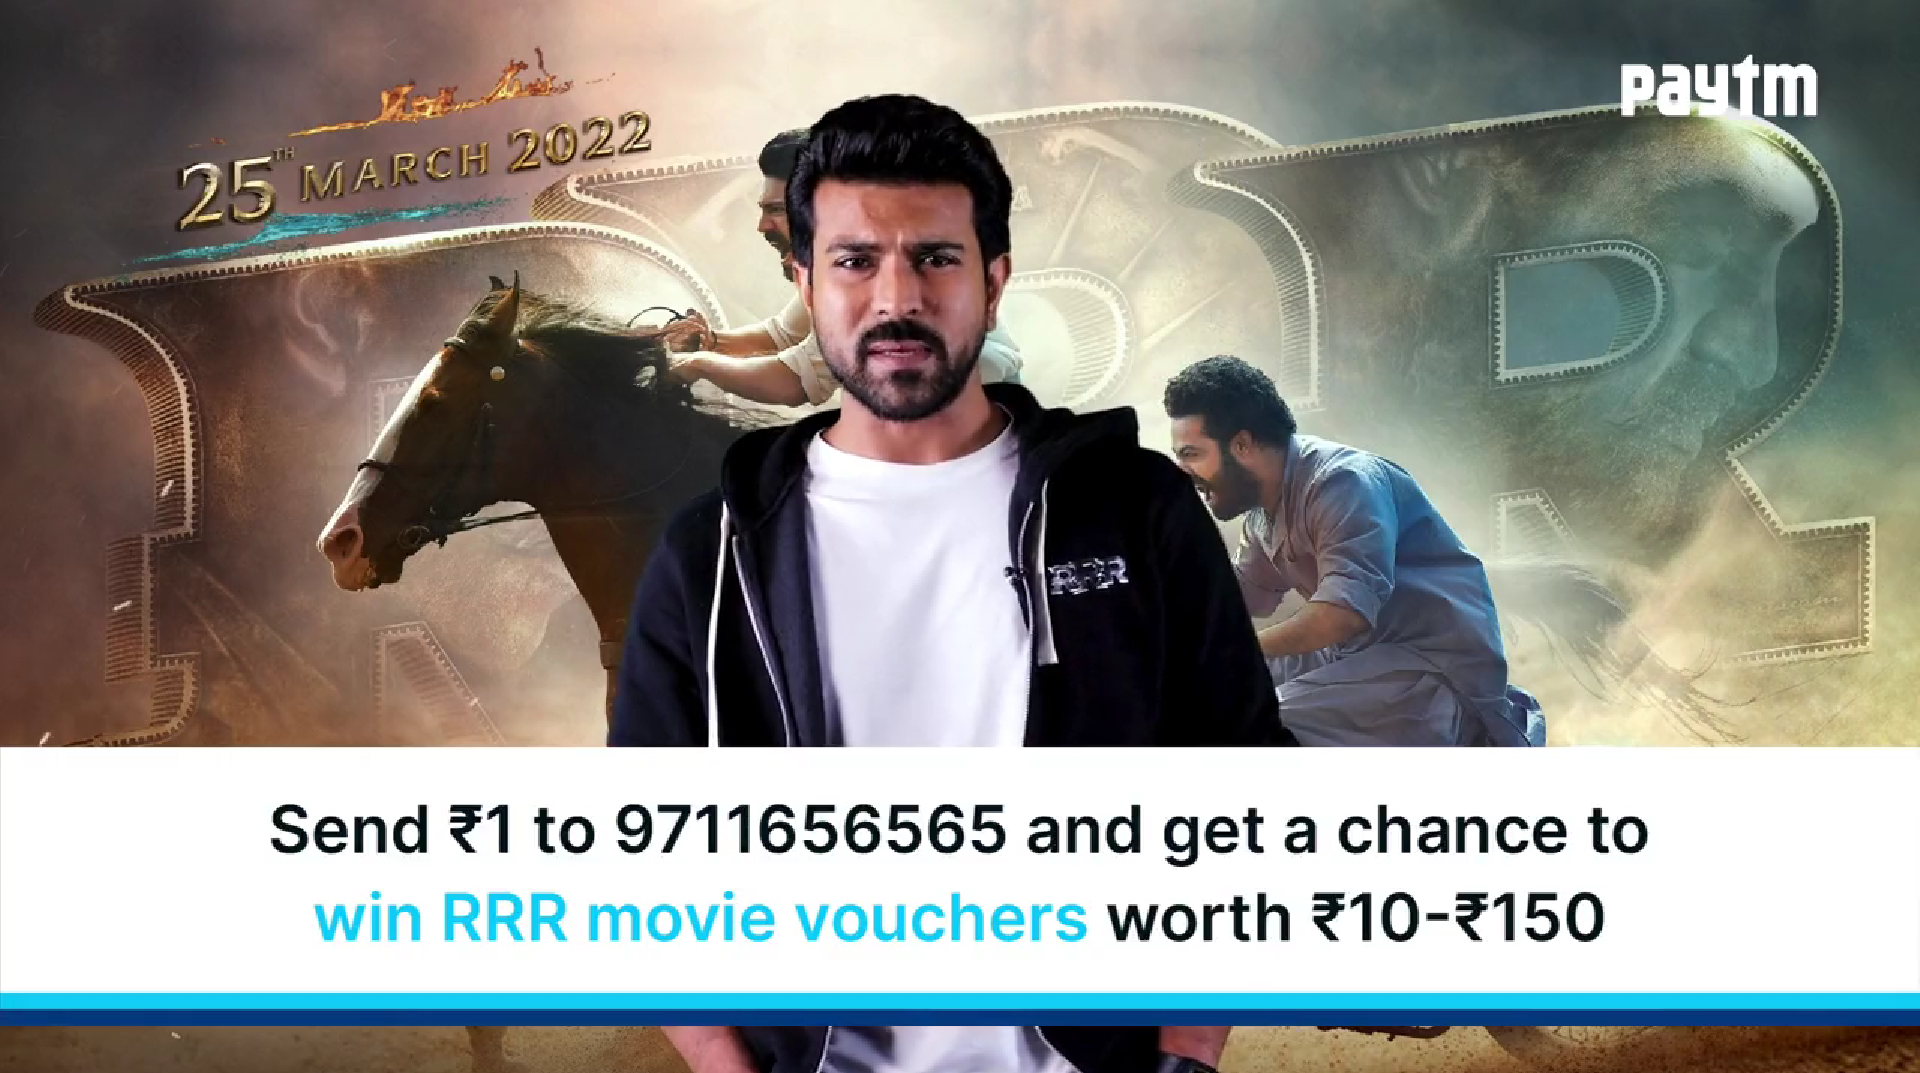 paytm
25TH MARCH 2022
RRR
RRR
Send ₹1 to 9711656565 and get a chance to
win RRR movie vouchers worth ₹10-₹150